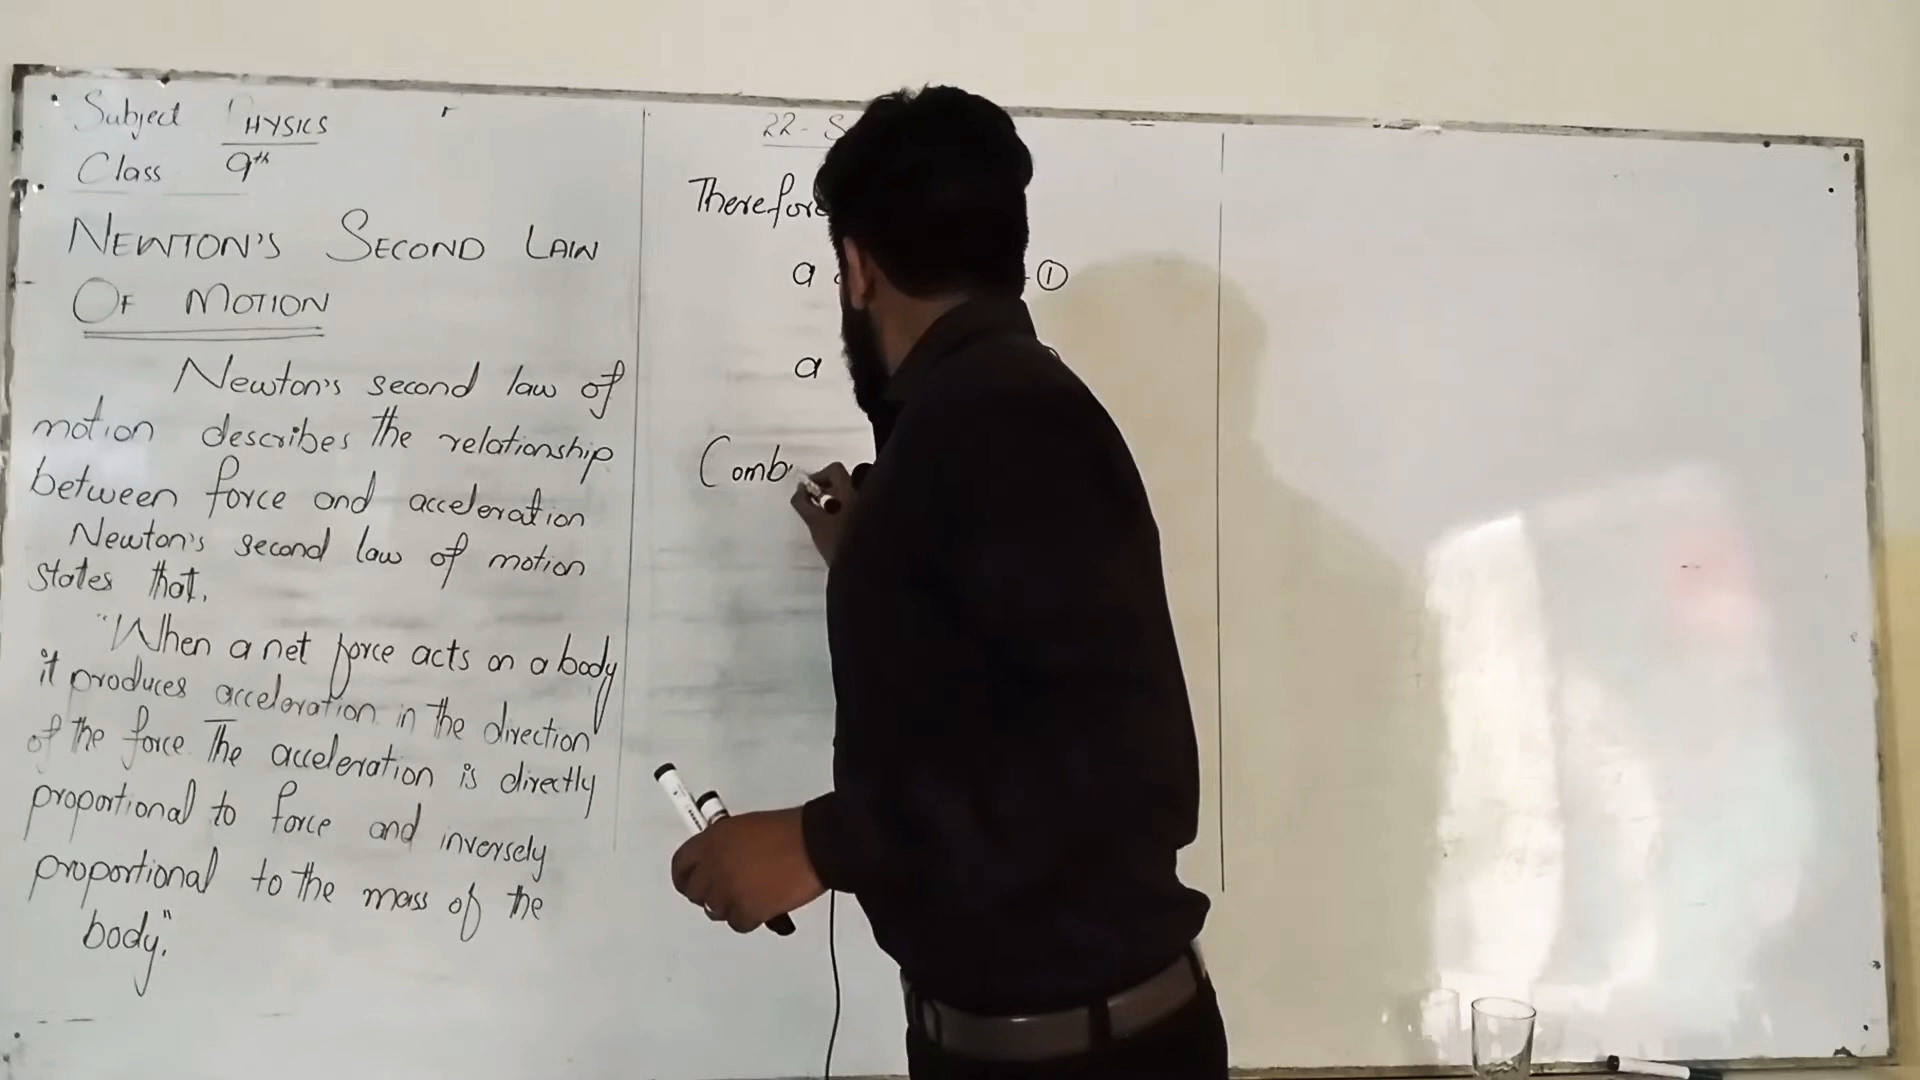 Subject PHYSICS
Class 9th
NEWTON'S SECOND LAW
OF MOTION
Newton's second law of
motion describes the relationship
between force and acceleration
Newton's second law of motion
states that,
"When a net force acts on a body
it produces acceleration in the direction
of the force. The acceleration is directly
proportional to force and inversely
proportional to the mass of the
body."
22-
Therefore
a
①
a
Comb